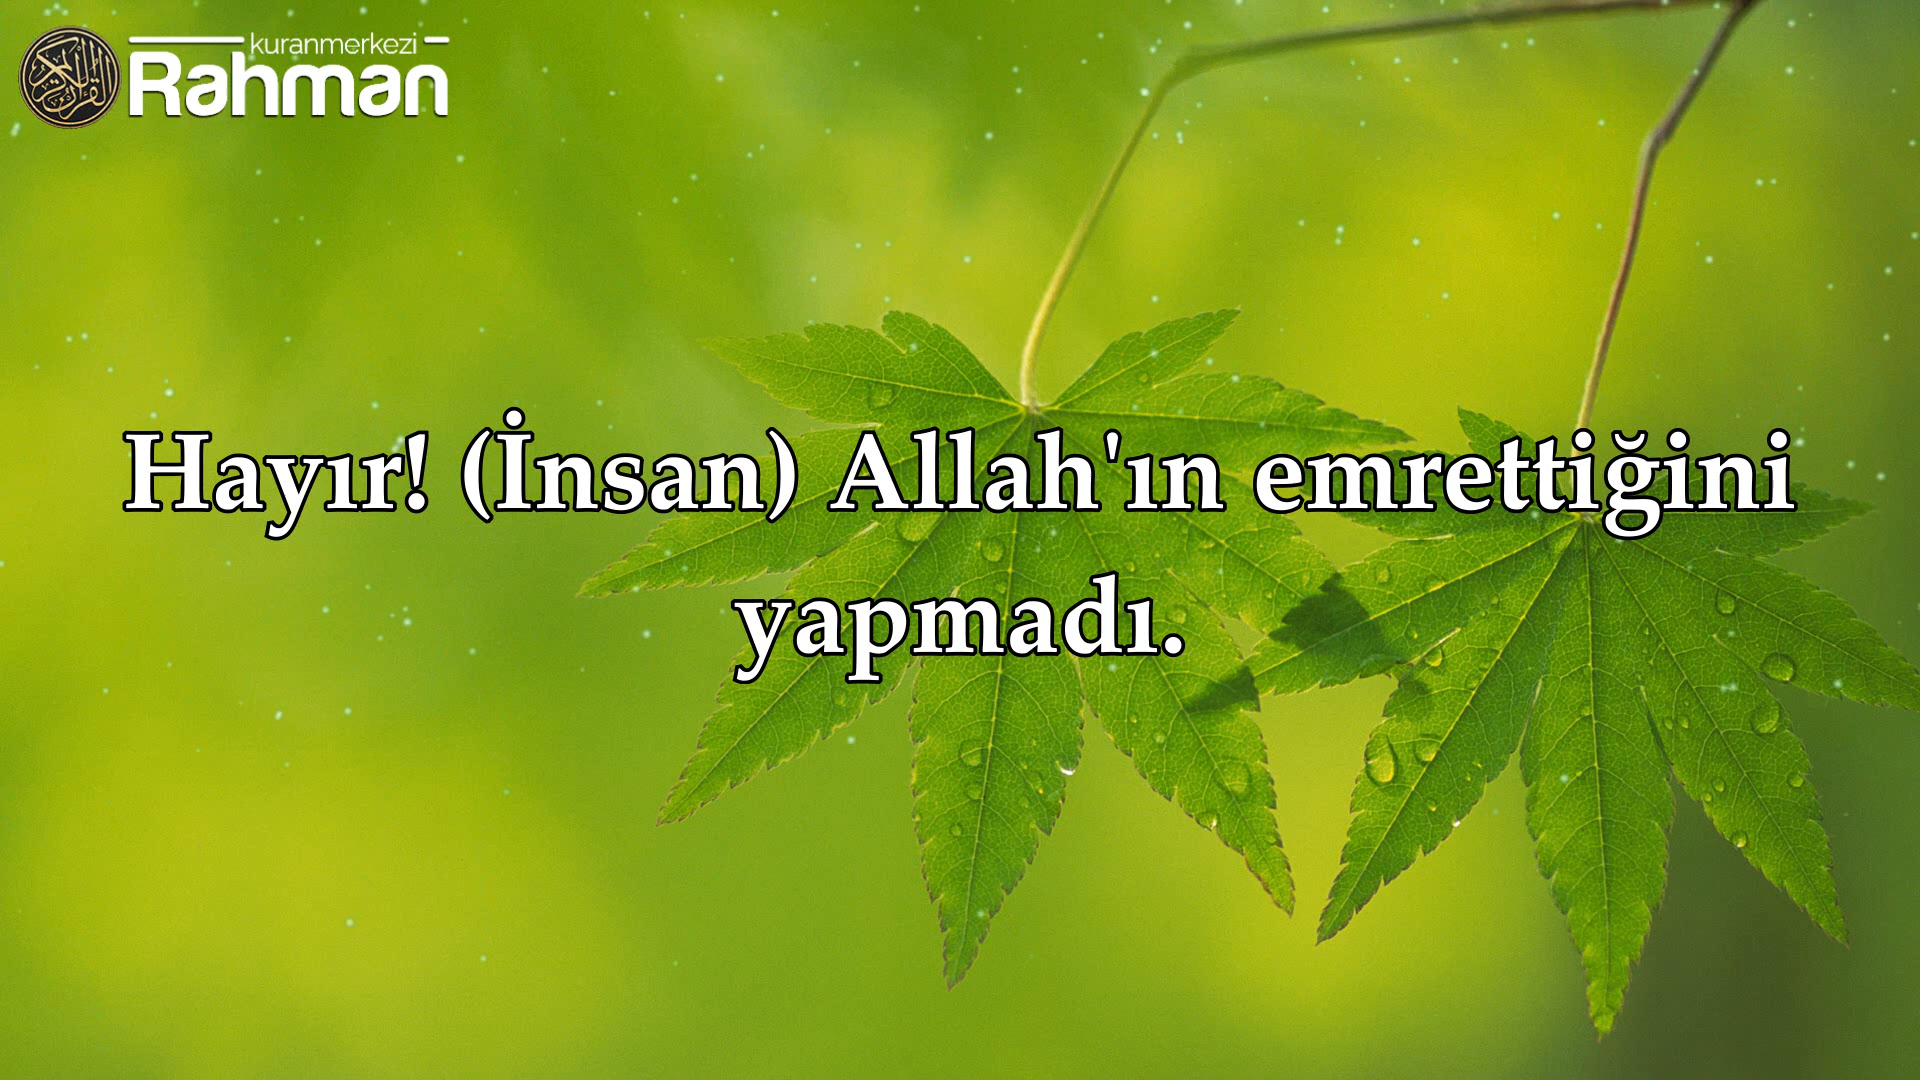 kuranmerkezi
Rahman
Hayır! (İnsan) Allah'ın emrettiğini
yapmadı.